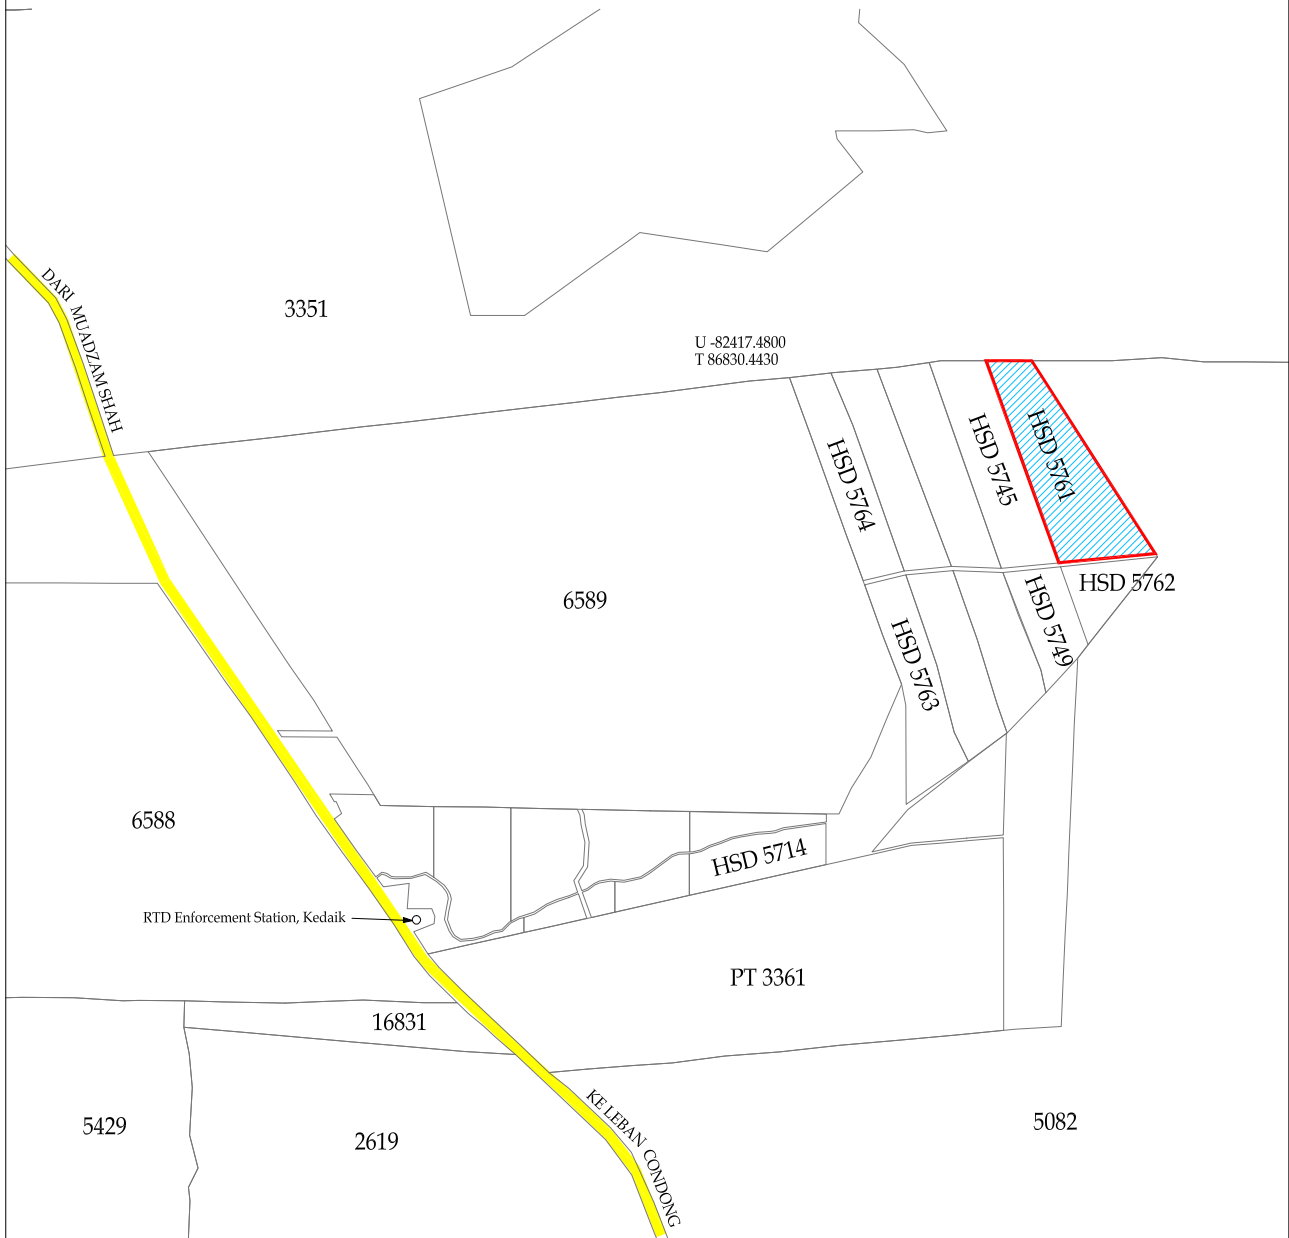 DARI MUADZAM SHAH
3351
U -82417.4800
T 86830.4430
HSD 5761
HSD 5745
HSD 5764
HSD 5762
6589
HSD 5749
HSD 5763
6588
HSD 5714
RTD Enforcement Station, Kedaik
PT 3361
16831
5429
2619
KE LEBAN CONDONG
5082